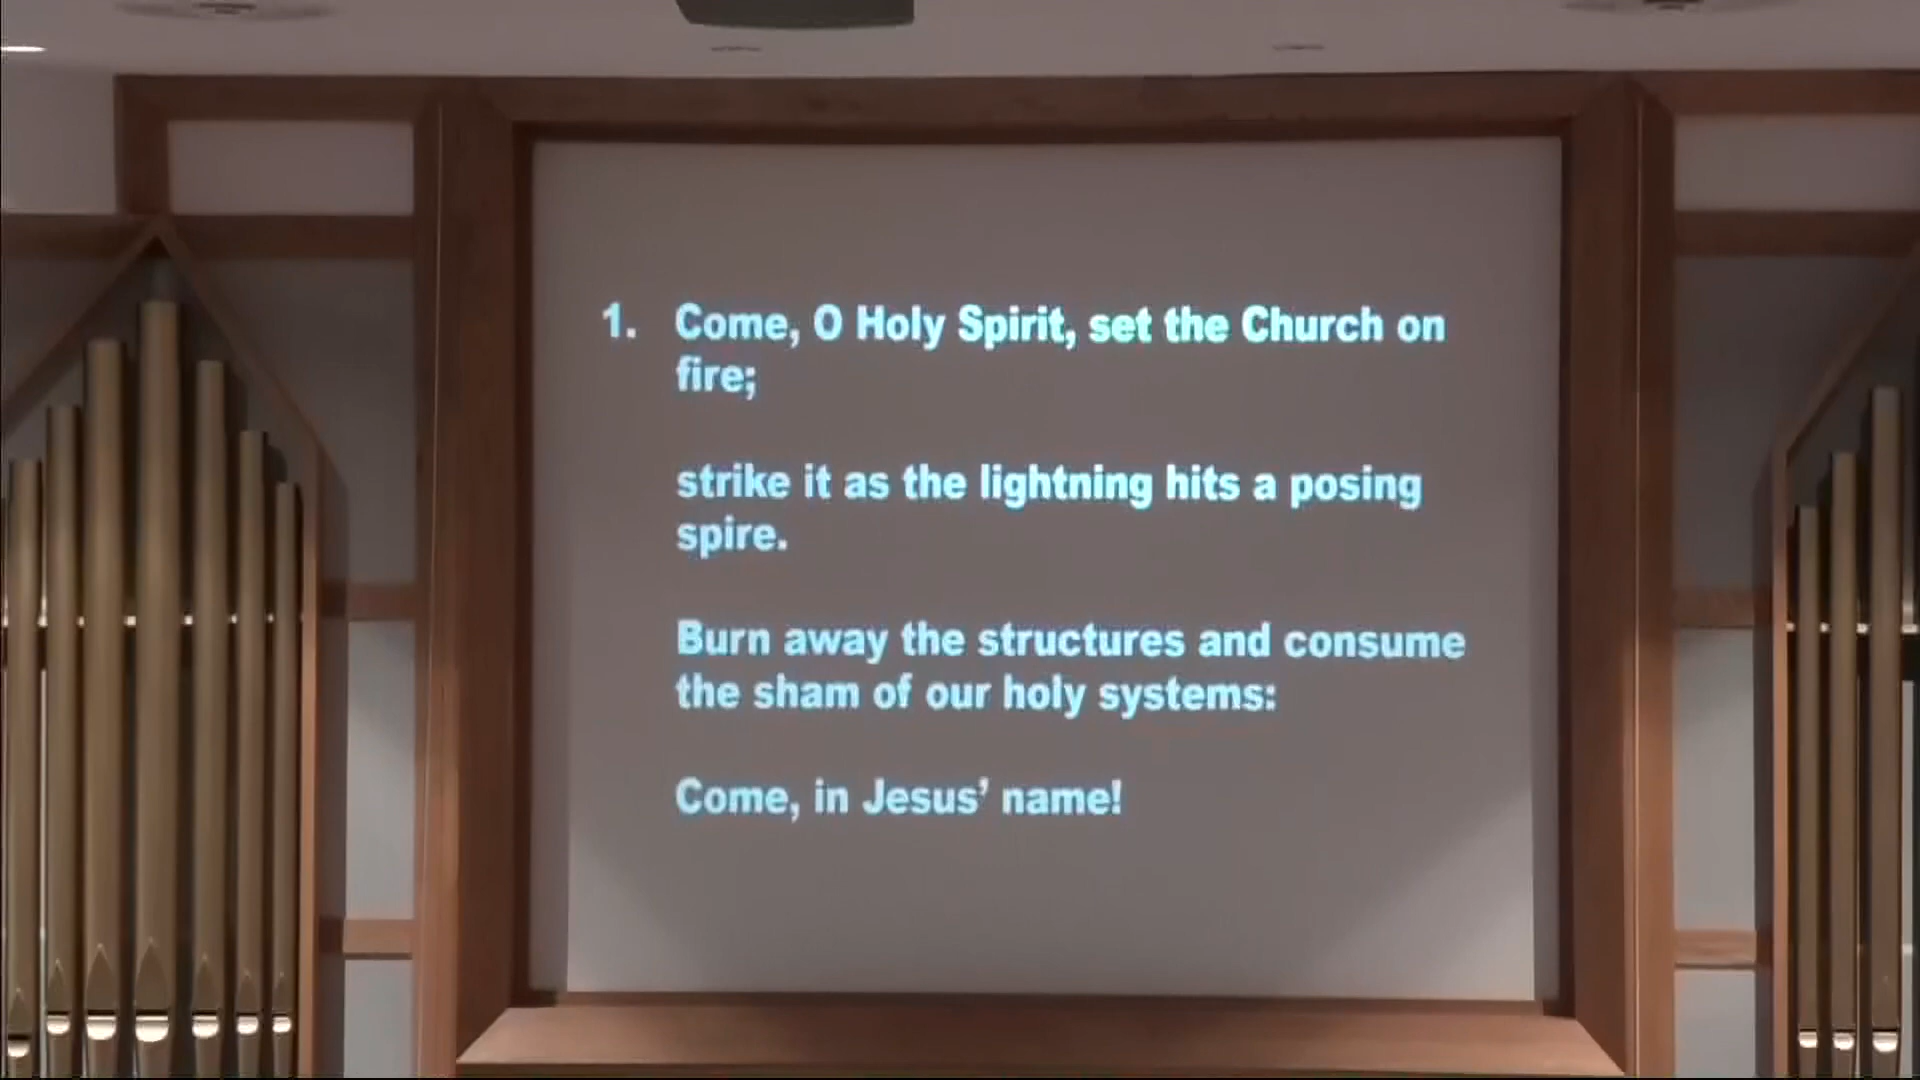 1. Come, O Holy Spirit, set the Church on
fire;
strike it as the lightning hits a posing
spire.
Burn away the structures and consume
the sham of our holy systems:
Come, in Jesus’ name!